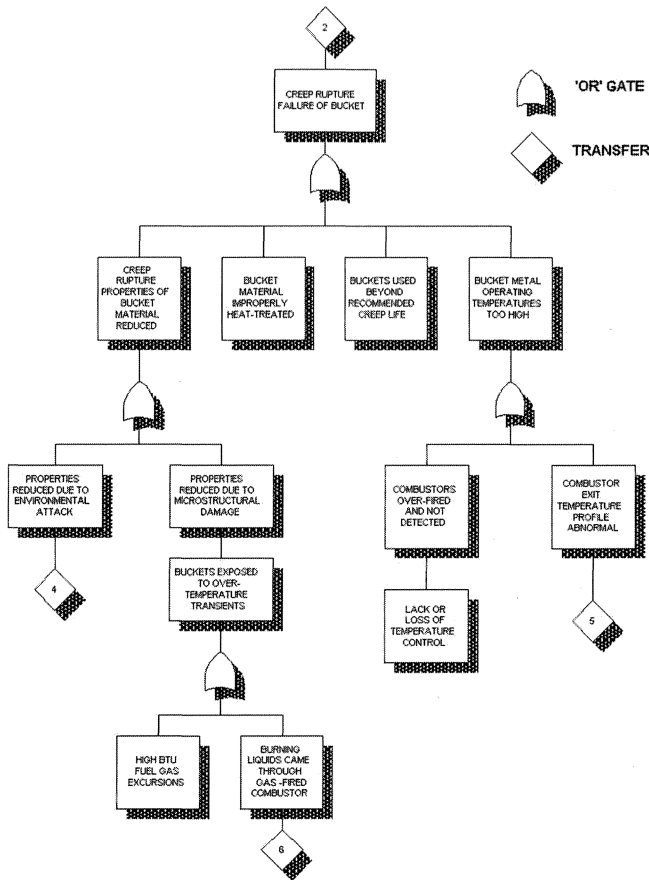 2
CREEP RUPTURE
FAILURE OF BUCKET
'OR' GATE
TRANSFER
CREEP
RUPTURE
PROPERTIES OF
BUCKET
MATERIAL
REDUCED
BUCKET
MATERIAL
IMPROPERLY
HEAT-TREATED
BUCKETS USED
BEYOND
RECOMMENDED
CREEP LIFE
BUCKET METAL
OPERATING
TEMPERATURES
TOO HIGH
PROPERTIES
REDUCED DUE TO
ENVIRONMENTAL
ATTACK
PROPERTIES
REDUCED DUE TO
MICROSTRUCTURAL
DAMAGE
COMBUSTORS
OVER-FIRED
AND NOT
DETECTED
COMBUSTOR
EXIT
TEMPERATURE
PROFILE
ABNORMAL
4
BUCKETS EXPOSED
TO OVER-
TEMPERATURE
TRANSIENTS
LACK OR
LOSS OF
TEMPERATURE
CONTROL
5
HIGH BTU
FUEL GAS
EXCURSIONS
BURNING
LIQUIDS CAME
THROUGH
GAS -FIRED
COMBUSTOR
6